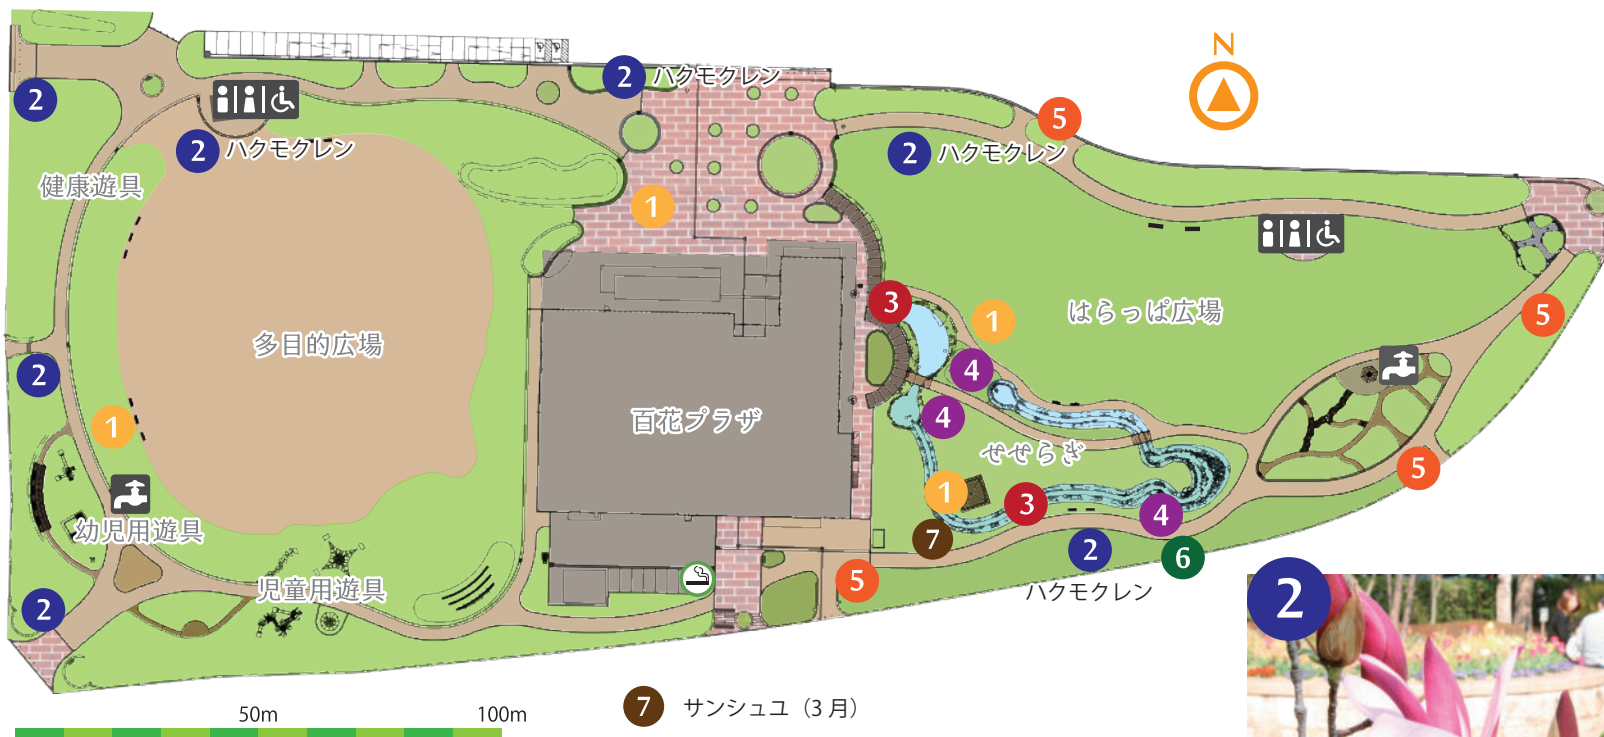 N
2
2
ハクモクレン
5
2
ハクモクレン
2
ハクモクレン
健康遊具
1
3
1
はらっぱ広場
5
多目的広場
2
4
1
百花プラザ
4
せせらぎ
5
1
3
4
幼児用遊具
7
2
6
2
児童用遊具
5
ハクモクレン
2
7 サンシュユ（3 月）
50m
100m